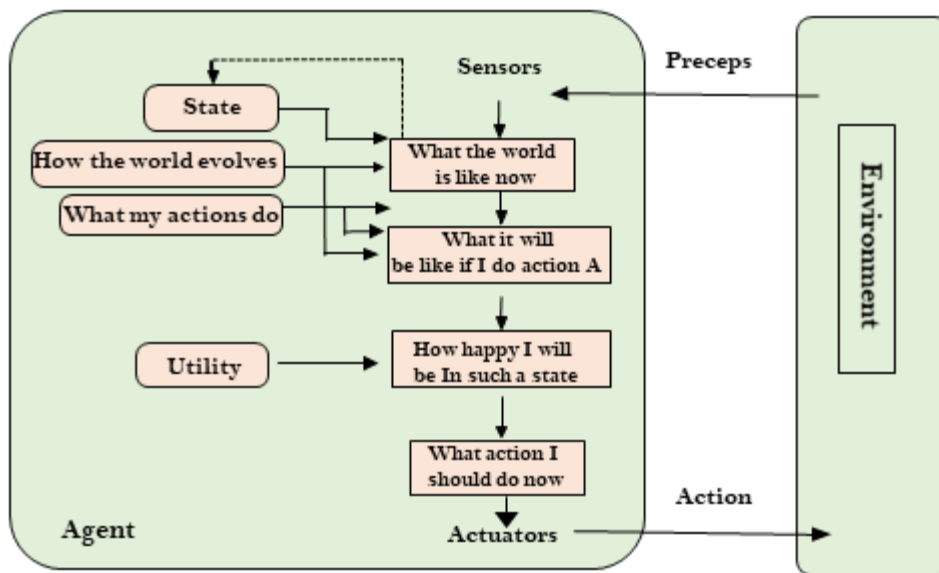 Sensors
Preceps
State
What the world
is like now
How the world evolves
What my actions do
What it will
be like if I do action A
Environment
Utility
How happy I will
be In such a state
What action I
should do now
Action
Agent
Actuators